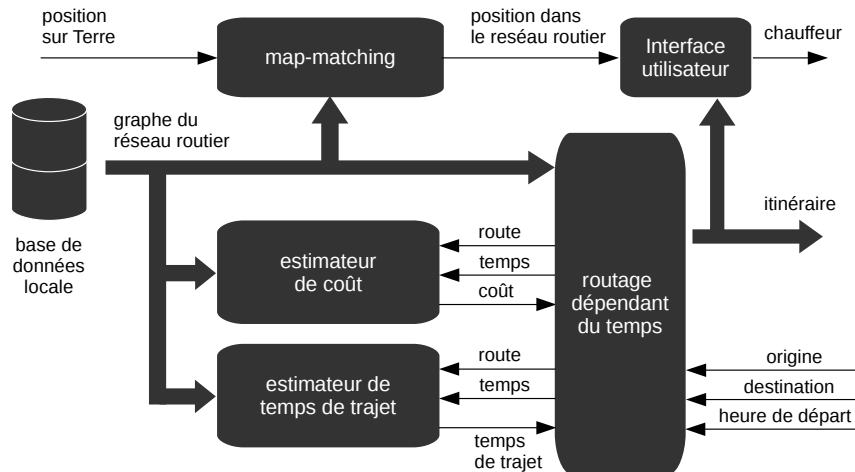 position
sur Terre
map-matching
position dans
le reséau routier
Interface
utilisateur
chauffeur
graphe du
réseau routier
base de
données
locale
estimateur
de coût
route
temps
coût
routage
dépendant
du temps
itinéraire
estimateur de
temps de trajet
route
temps
temps
de trajet
origine
destination
heure de départ